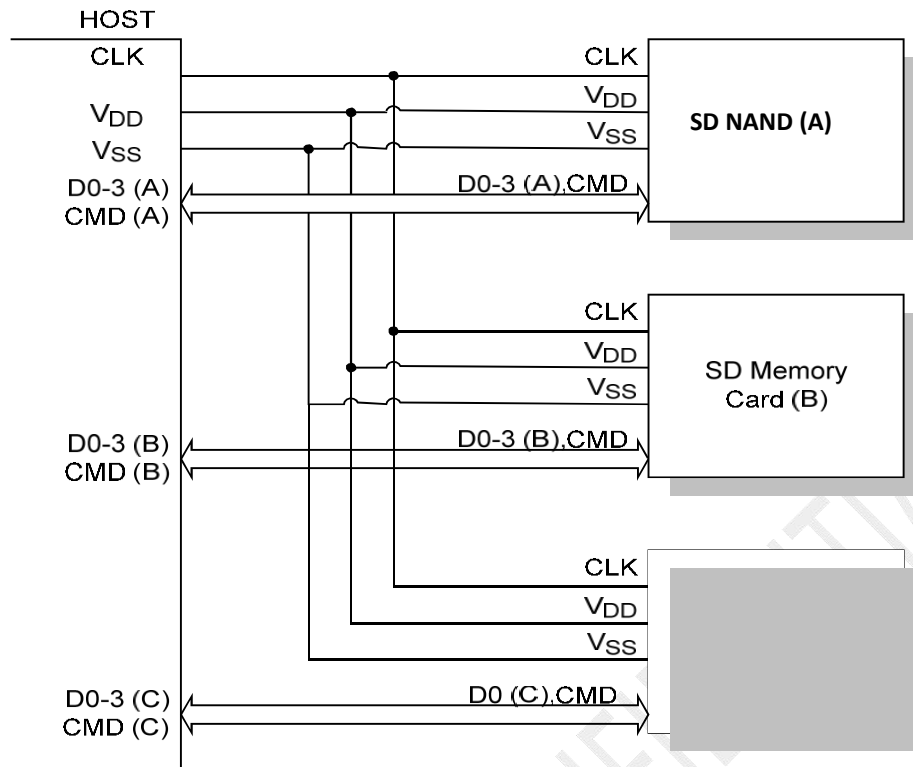 HOST
CLK
CLK
VDD
VDD
SD NAND (A)
VSS
VSS
D0-3 (A)
D0-3 (A),CMD
CMD (A)
CLK
VDD
SD Memory
Card (B)
VSS
D0-3 (B)
D0-3 (B),CMD
CMD (B)
CLK
VDD
VSS
D0-3 (C)
D0 (C),CMD
CMD (C)